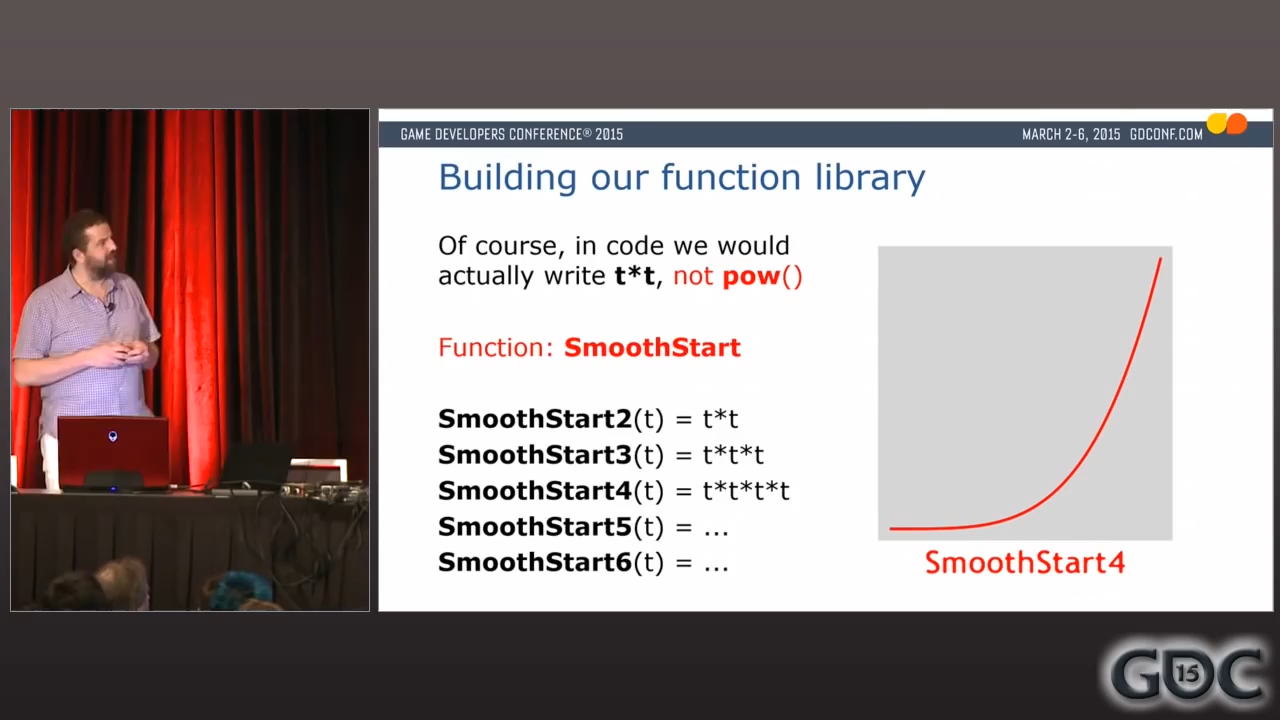 GAME DEVELOPERS CONFERENCE® 2015
MARCH 2-6, 2015 GDCONF.COM
Building our function library
Of course, in code we would
actually write t*t, not pow()
Function: SmoothStart
SmoothStart2(t) = t*t
SmoothStart3(t) = t*t*t
SmoothStart4(t) = t*t*t*t
SmoothStart5(t) = ...
SmoothStart6(t) = ...
SmoothStart4
GDC 15